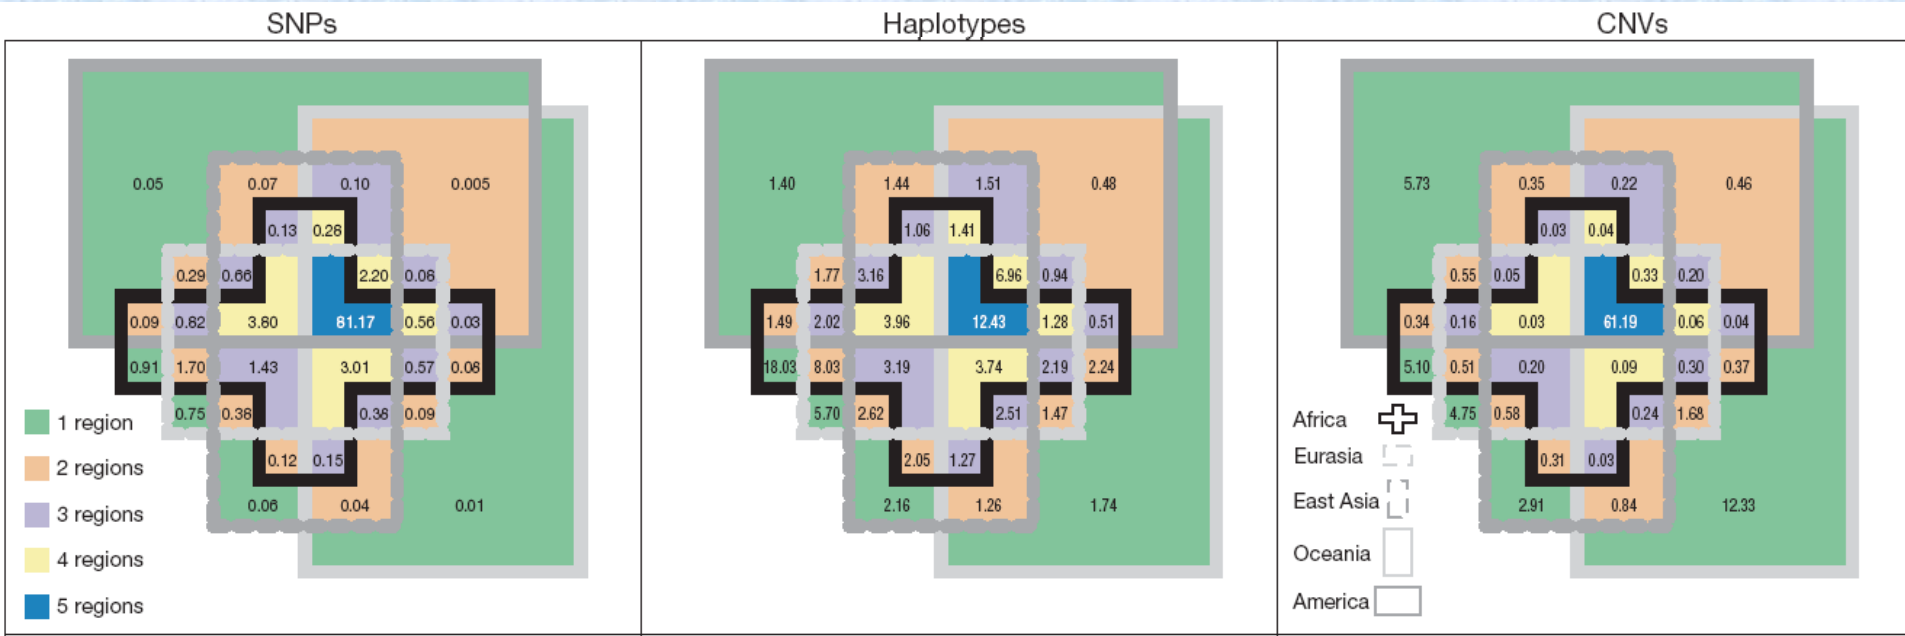 SNPs Haplotypes CNVs
0.05 0.07 0.10 0.005 1.40 1.44 1.51 0.48 5.73 0.35 0.22 0.46
0.13 0.26 1.06 1.41 0.03 0.04
0.29 0.66 2.20 0.06 1.77 3.16 6.96 0.94 0.55 0.05 0.33 0.20
0.09 0.62 3.60 81.17 0.56 0.03 1.49 2.02 3.96 12.43 1.28 0.51 0.34 0.16 0.03 61.19 0.06 0.04
0.91 1.70 1.43 3.01 0.57 0.06 18.03 8.03 3.19 3.74 2.19 2.24 5.10 0.51 0.20 0.09 0.30 0.37
0.75 0.36 0.36 0.09 5.70 2.62 2.51 1.47 4.75 0.58 0.24 1.68
1 region Africa
2 regions 0.12 0.15 2.05 1.27 Eurasia 0.31 0.03
3 regions 0.06 0.04 0.01 2.16 1.26 1.74 East Asia 2.91 0.84 12.33
4 regions Oceania
5 regions America